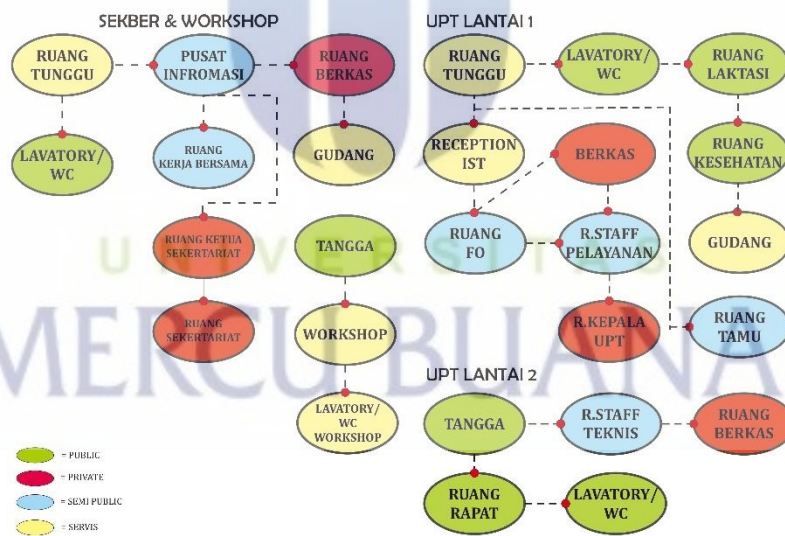 SEKBER & WORKSHOP
RUANG
TUNGGU
PUSAT
INFROMASI
RUANG
BERKAS
LAVATORY/
WC
RUANG
KERJA BERSAMA
GUDANG
RUANG KETUA
SEKERTARIAT
TANGGA
RUANG
SEKERTARIAT
WORKSHOP
LAVATORY/
WC
WORKSHOP
UPT LANTAI 1
RUANG
TUNGGU
LAVATORY/
WC
RUANG
LAKTASI
RECEPTION
IST
BERKAS
RUANG
KESEHATAN
RUANG
FO
R.STAFF
PELAYANAN
GUDANG
R.KEPALA
UPT
RUANG
TAMU
UPT LANTAI 2
TANGGA
R.STAFF
TEKNIS
RUANG
BERKAS
RUANG
RAPAT
LAVATORY/
WC
= PUBLIC
= PRIVATE
= SEMI PUBLIC
= SERVIS
UNIVERSITAS
MERCU BUANA